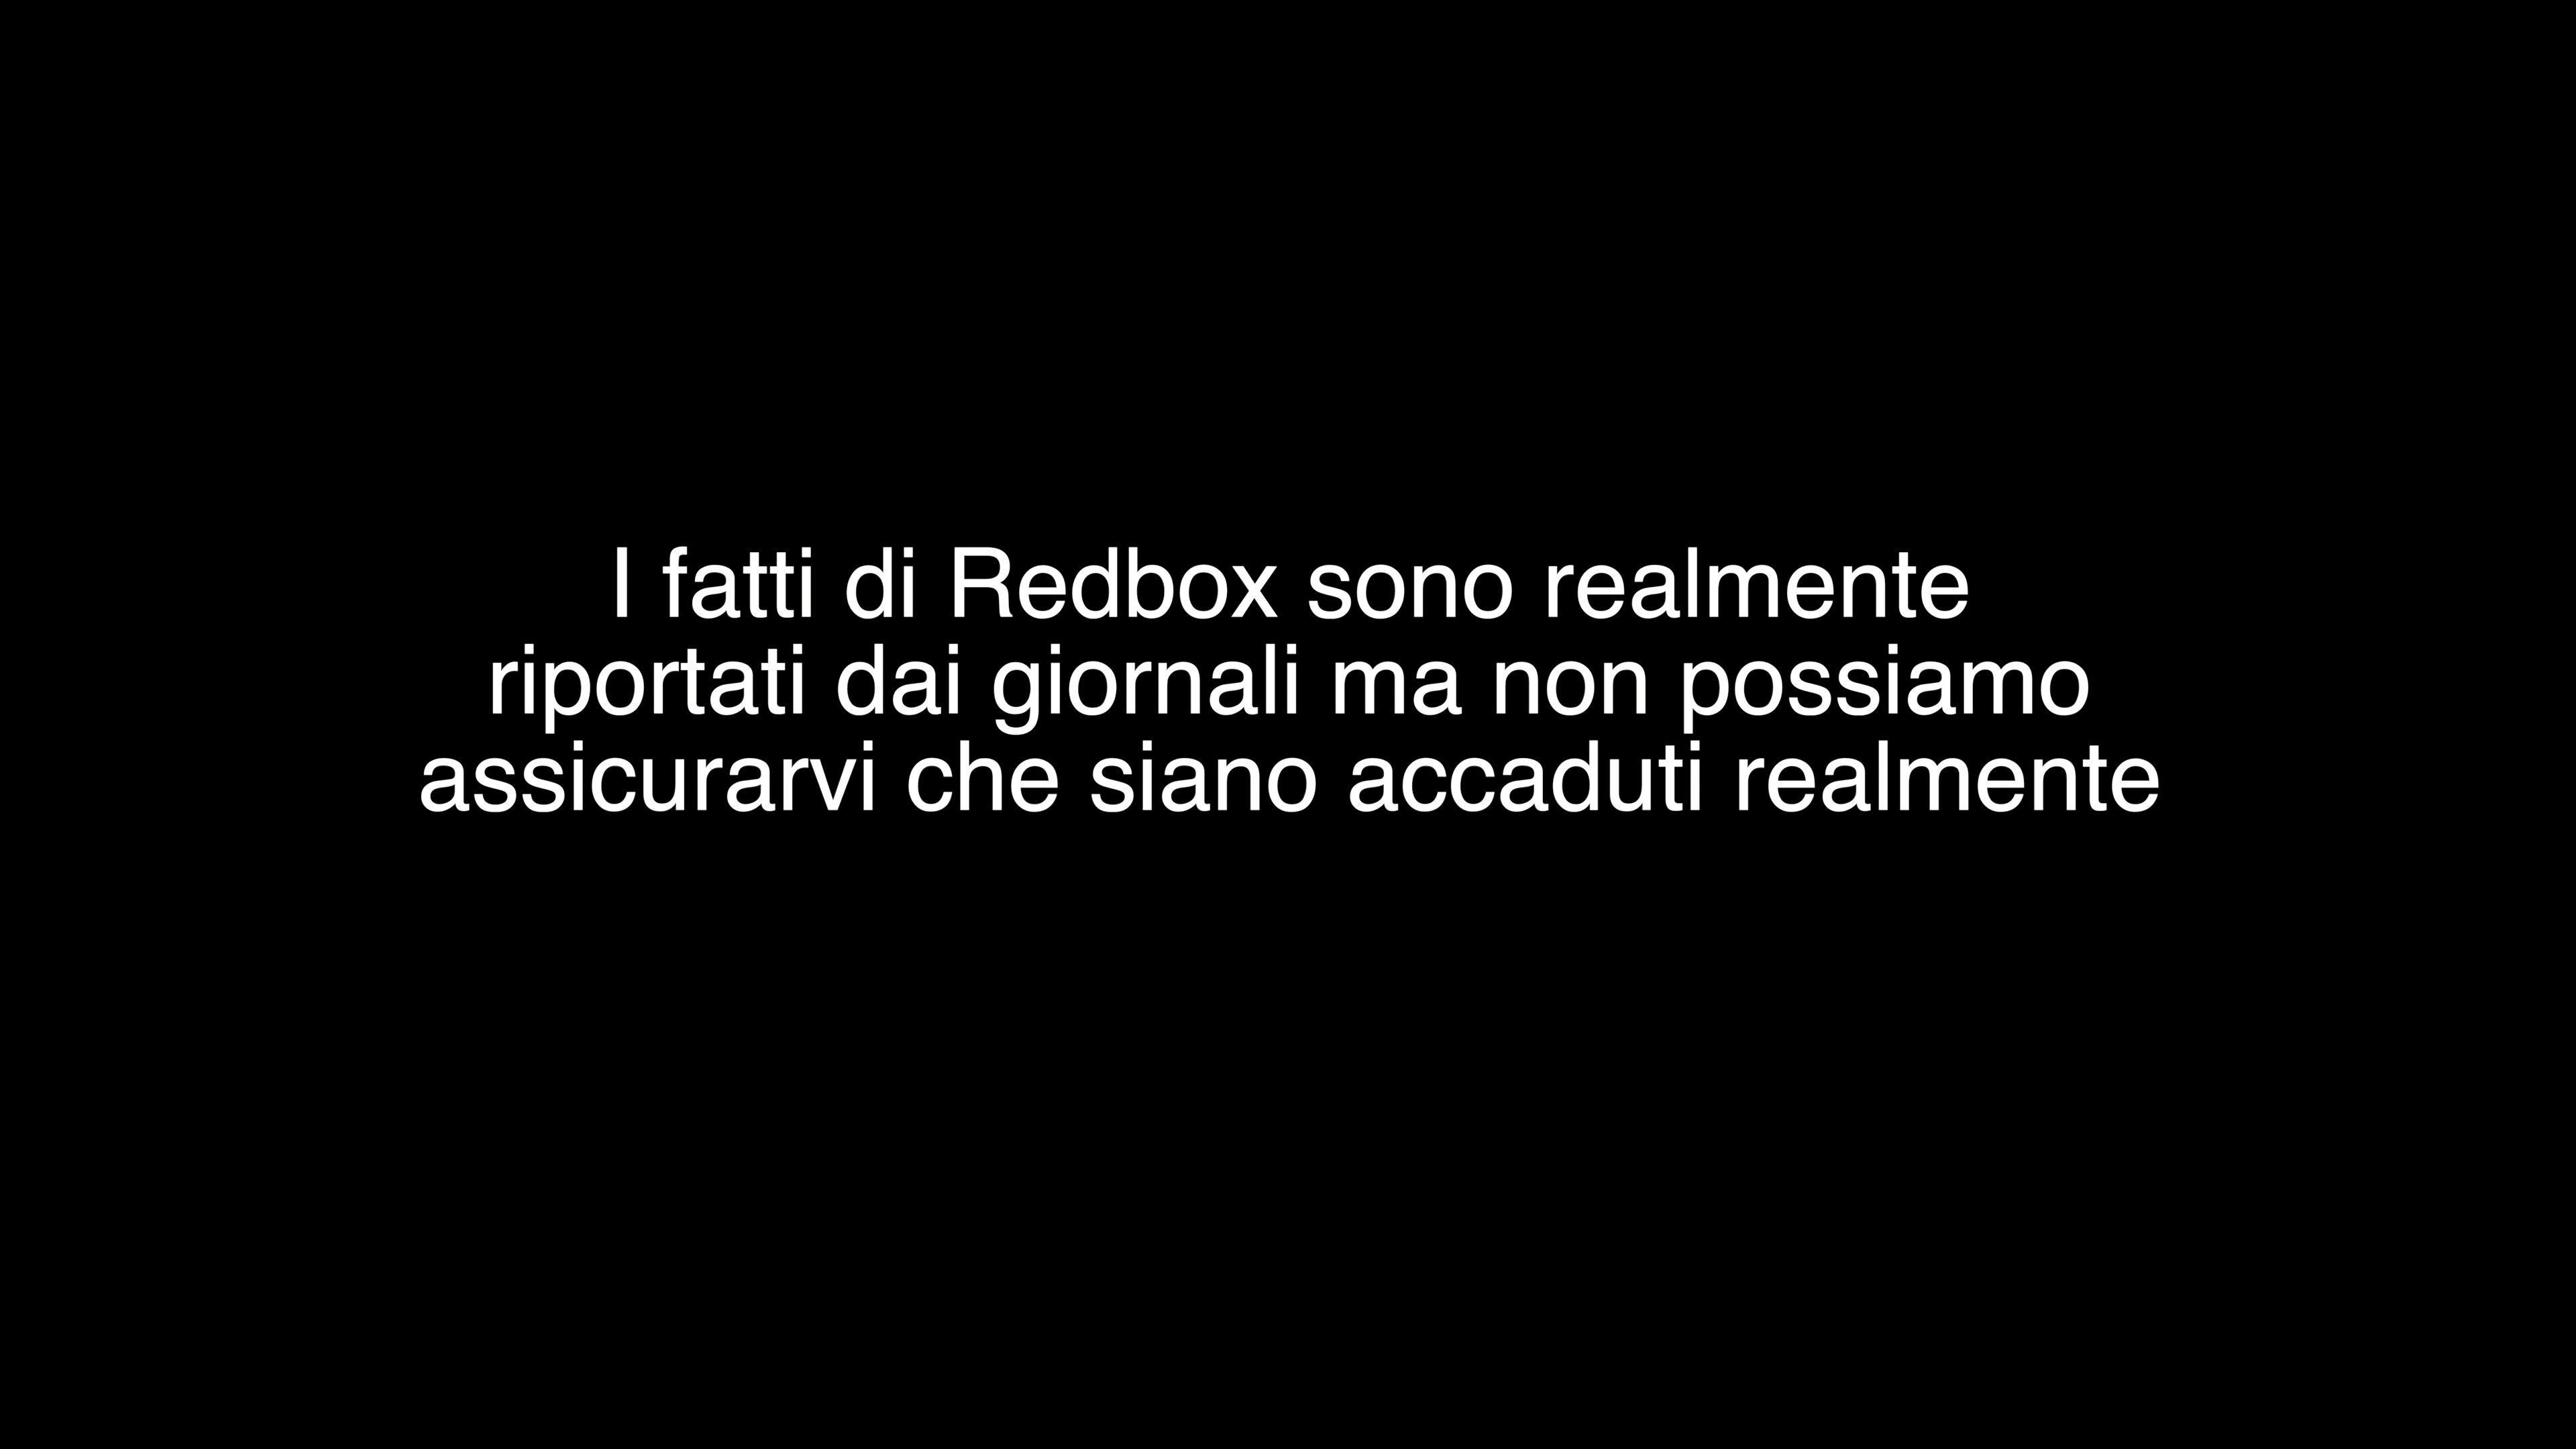 I fatti di Redbox sono realmente
riportati dai giornali ma non possiamo
assicurarvi che siano accaduti realmente